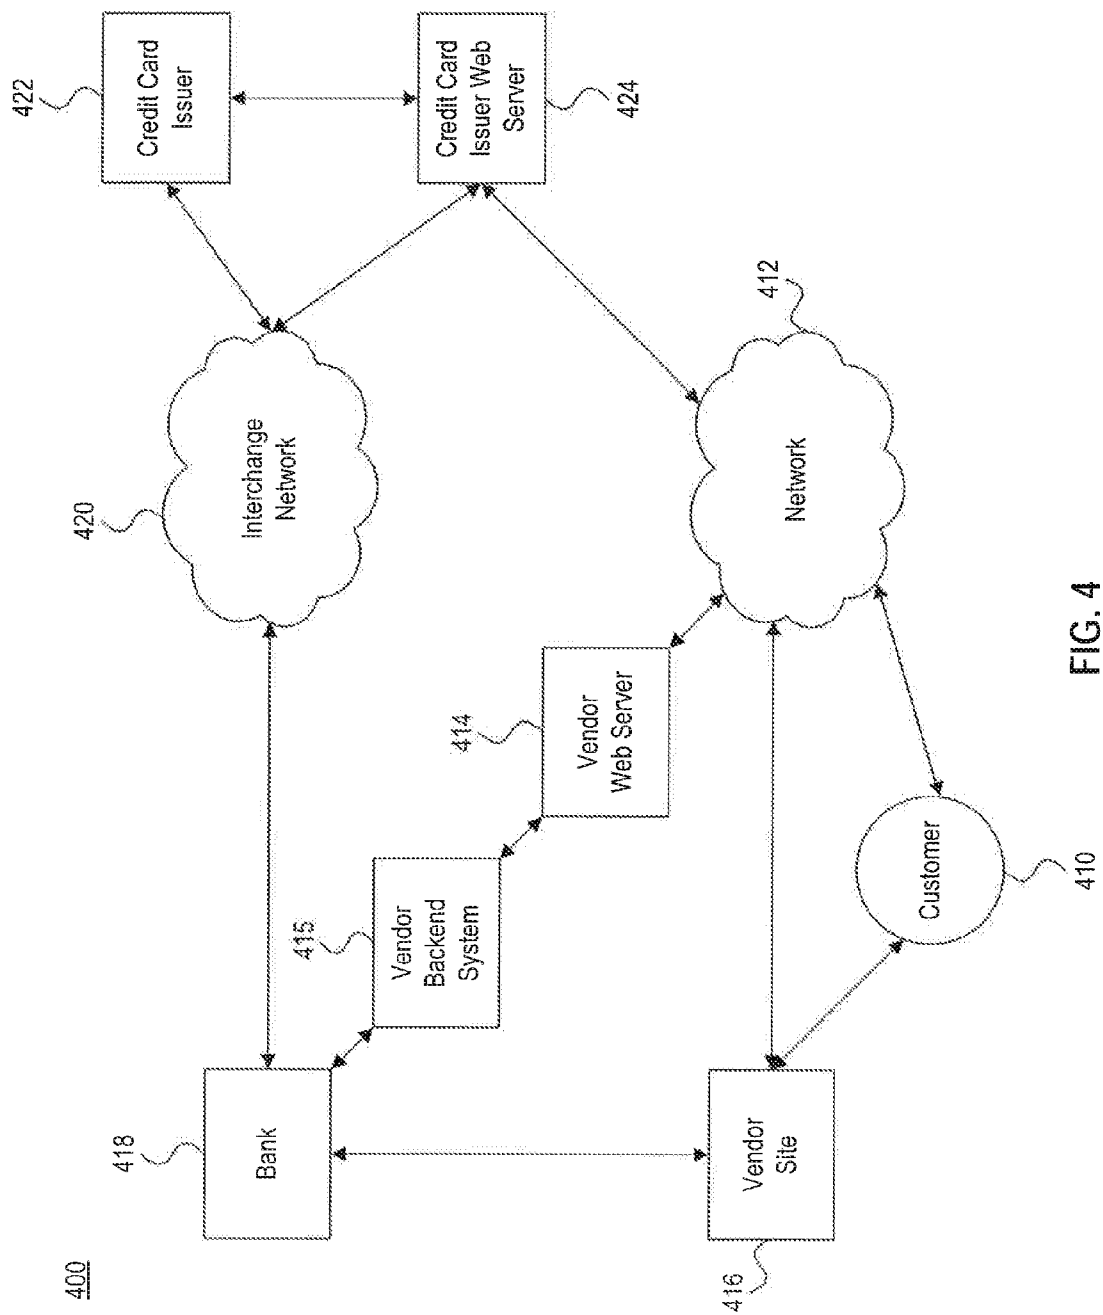 400
418
Bank
420
Interchange
Network
422
Credit Card
Issuer
415
Vendor
Backend
System
414
Vendor
Web Server
Credit Card
Issuer Web
Server
424
416
Vendor
Site
Network
412
Customer
410
FIG. 4